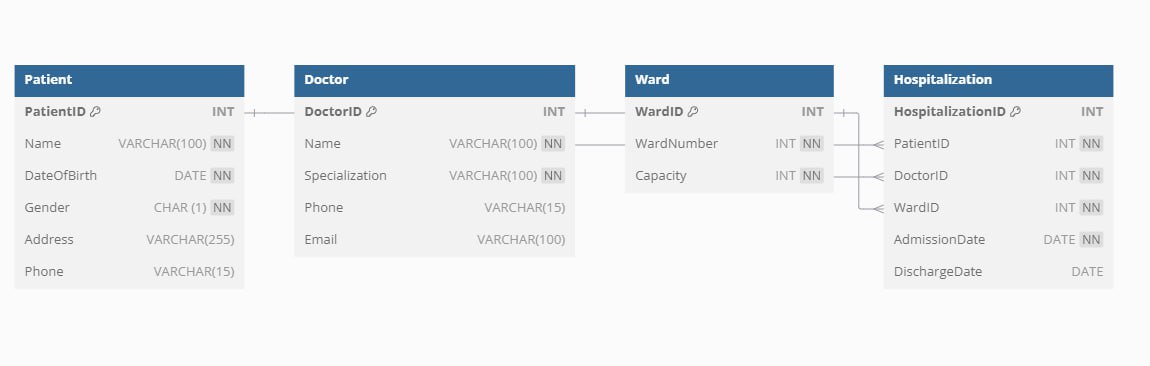 Patient
PatientID INT
Name VARCHAR(100) NN
DateOfBirth DATE NN
Gender CHAR (1) NN
Address VARCHAR(255)
Phone VARCHAR(15)
Doctor
DoctorID INT
Name VARCHAR(100) NN
Specialization VARCHAR(100) NN
Phone VARCHAR(15)
Email VARCHAR(100)
Ward
WardID INT
WardNumber INT NN
Capacity INT NN
Hospitalization
HospitalizationID INT
PatientID INT NN
DoctorID INT NN
WardID INT NN
AdmissionDate DATE NN
DischargeDate DATE